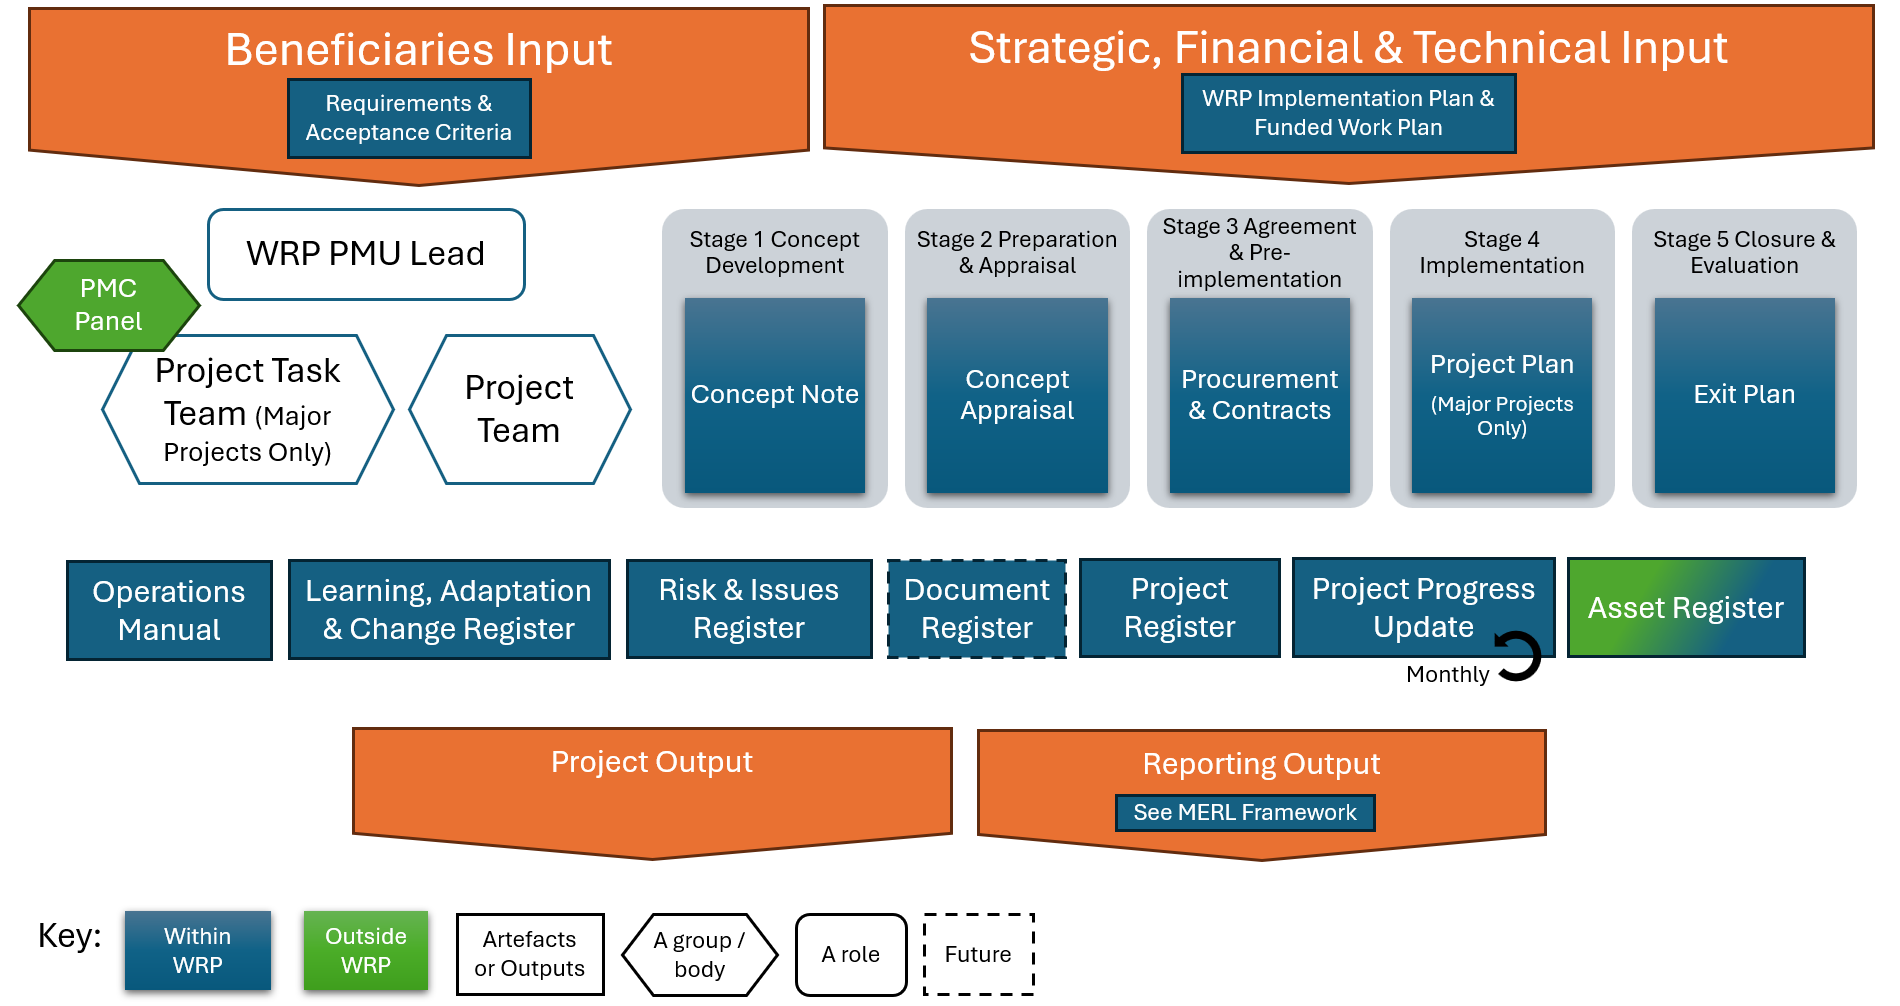 Beneficiaries Input
Requirements &
Acceptance Criteria
Strategic, Financial & Technical Input
WRP Implementation Plan &
Funded Work Plan
WRP PMU Lead
PMC
Panel
Project Task
Team (Major
Projects Only)
Project
Team
Stage 1 Concept
Development
Concept Note
Stage 2 Preparation
& Appraisal
Concept
Appraisal
Stage 3 Agreement
& Pre-
implementation
Procurement
& Contracts
Stage 4
Implementation
Project Plan
(Major Projects
Only)
Stage 5 Closure &
Evaluation
Exit Plan
Operations
Manual
Learning, Adaptation
& Change Register
Risk & Issues
Register
Document
Register
Project
Register
Project Progress
Update
Monthly
Asset Register
Project Output
Reporting Output
See MERL Framework
Key:
Within
WRP
Outside
WRP
Artefacts
or Outputs
A group /
body
A role
Future